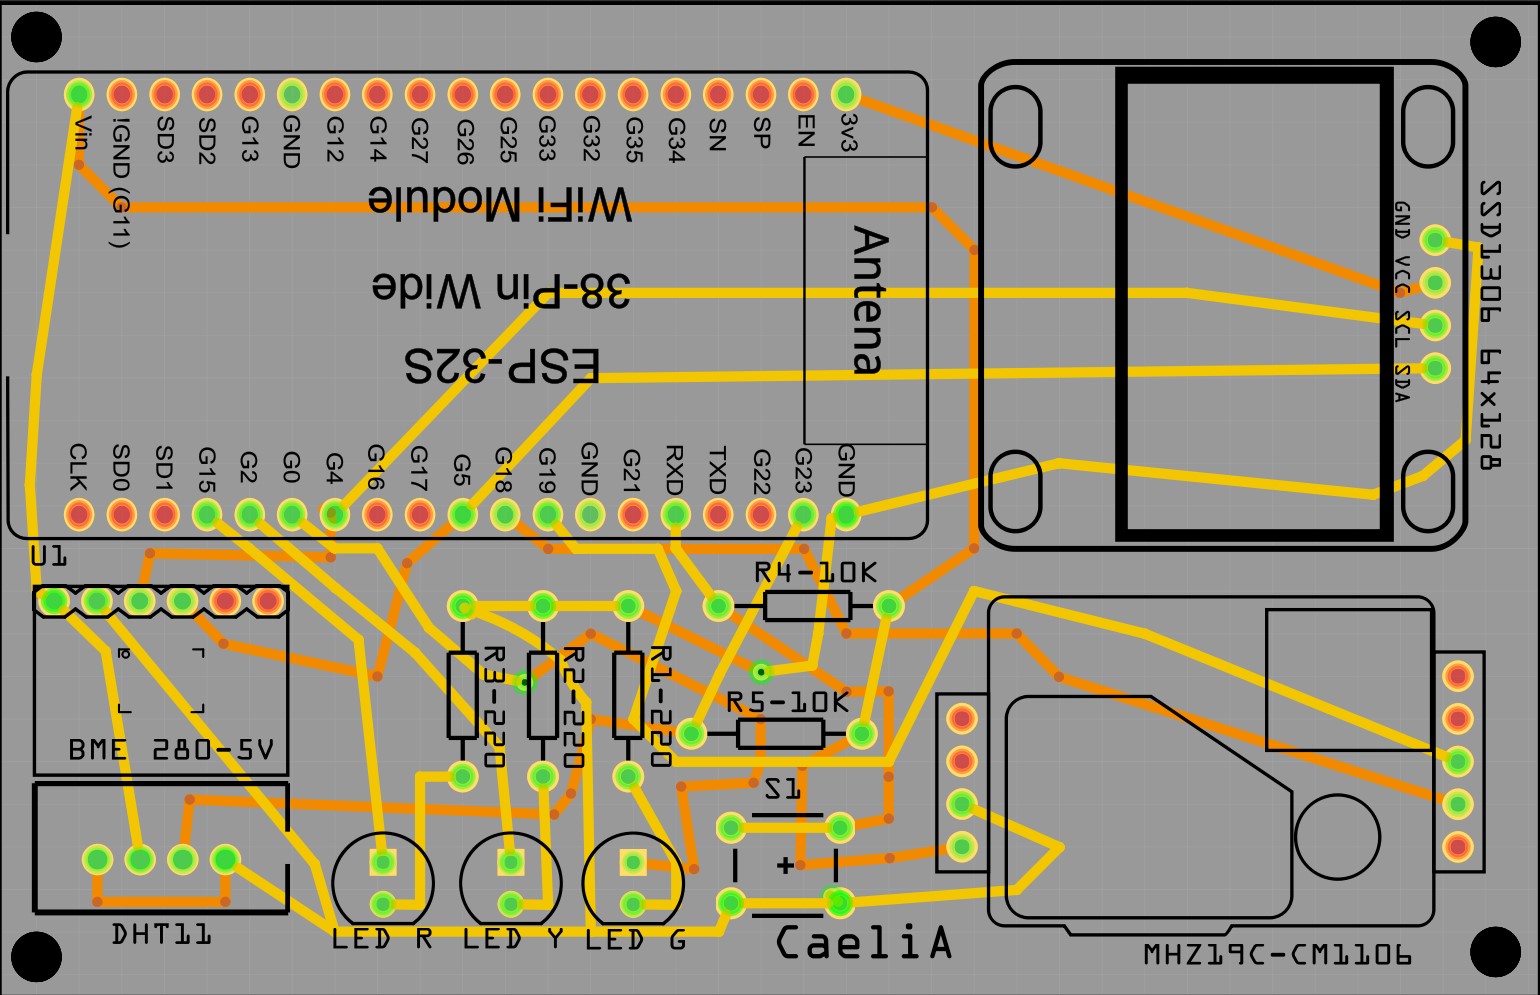 Vin !GND (G11) SD3 SD2 G13 GND G12 G14 G27 G26 G25 G33 G32 G35 G34 SN SP EN 3v3
WiFi Module
38-Pin Wide
ESP-32S
Antena
GND VCC SCL SDA
SSD1306 64x128
CLK SD0 SD1 G15 G2 G0 G4 G16 G17 G5 G18 G19 GND G21 RXD TXD G22 G23 GND
U1
R4-10K
R3-220
R2-220
R1-220
R5-10K
BME 280-5V
S1
+
DHT11
LED R
LED Y
LED G
CaeliA
MHZ19C-CM1106